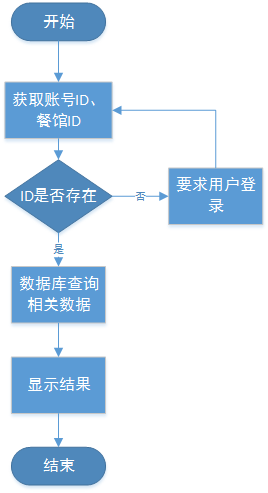 开始
获取账号ID、
餐馆ID
ID是否存在
否
要求用户登
录
是
数据库查询
相关数据
显示结果
结束